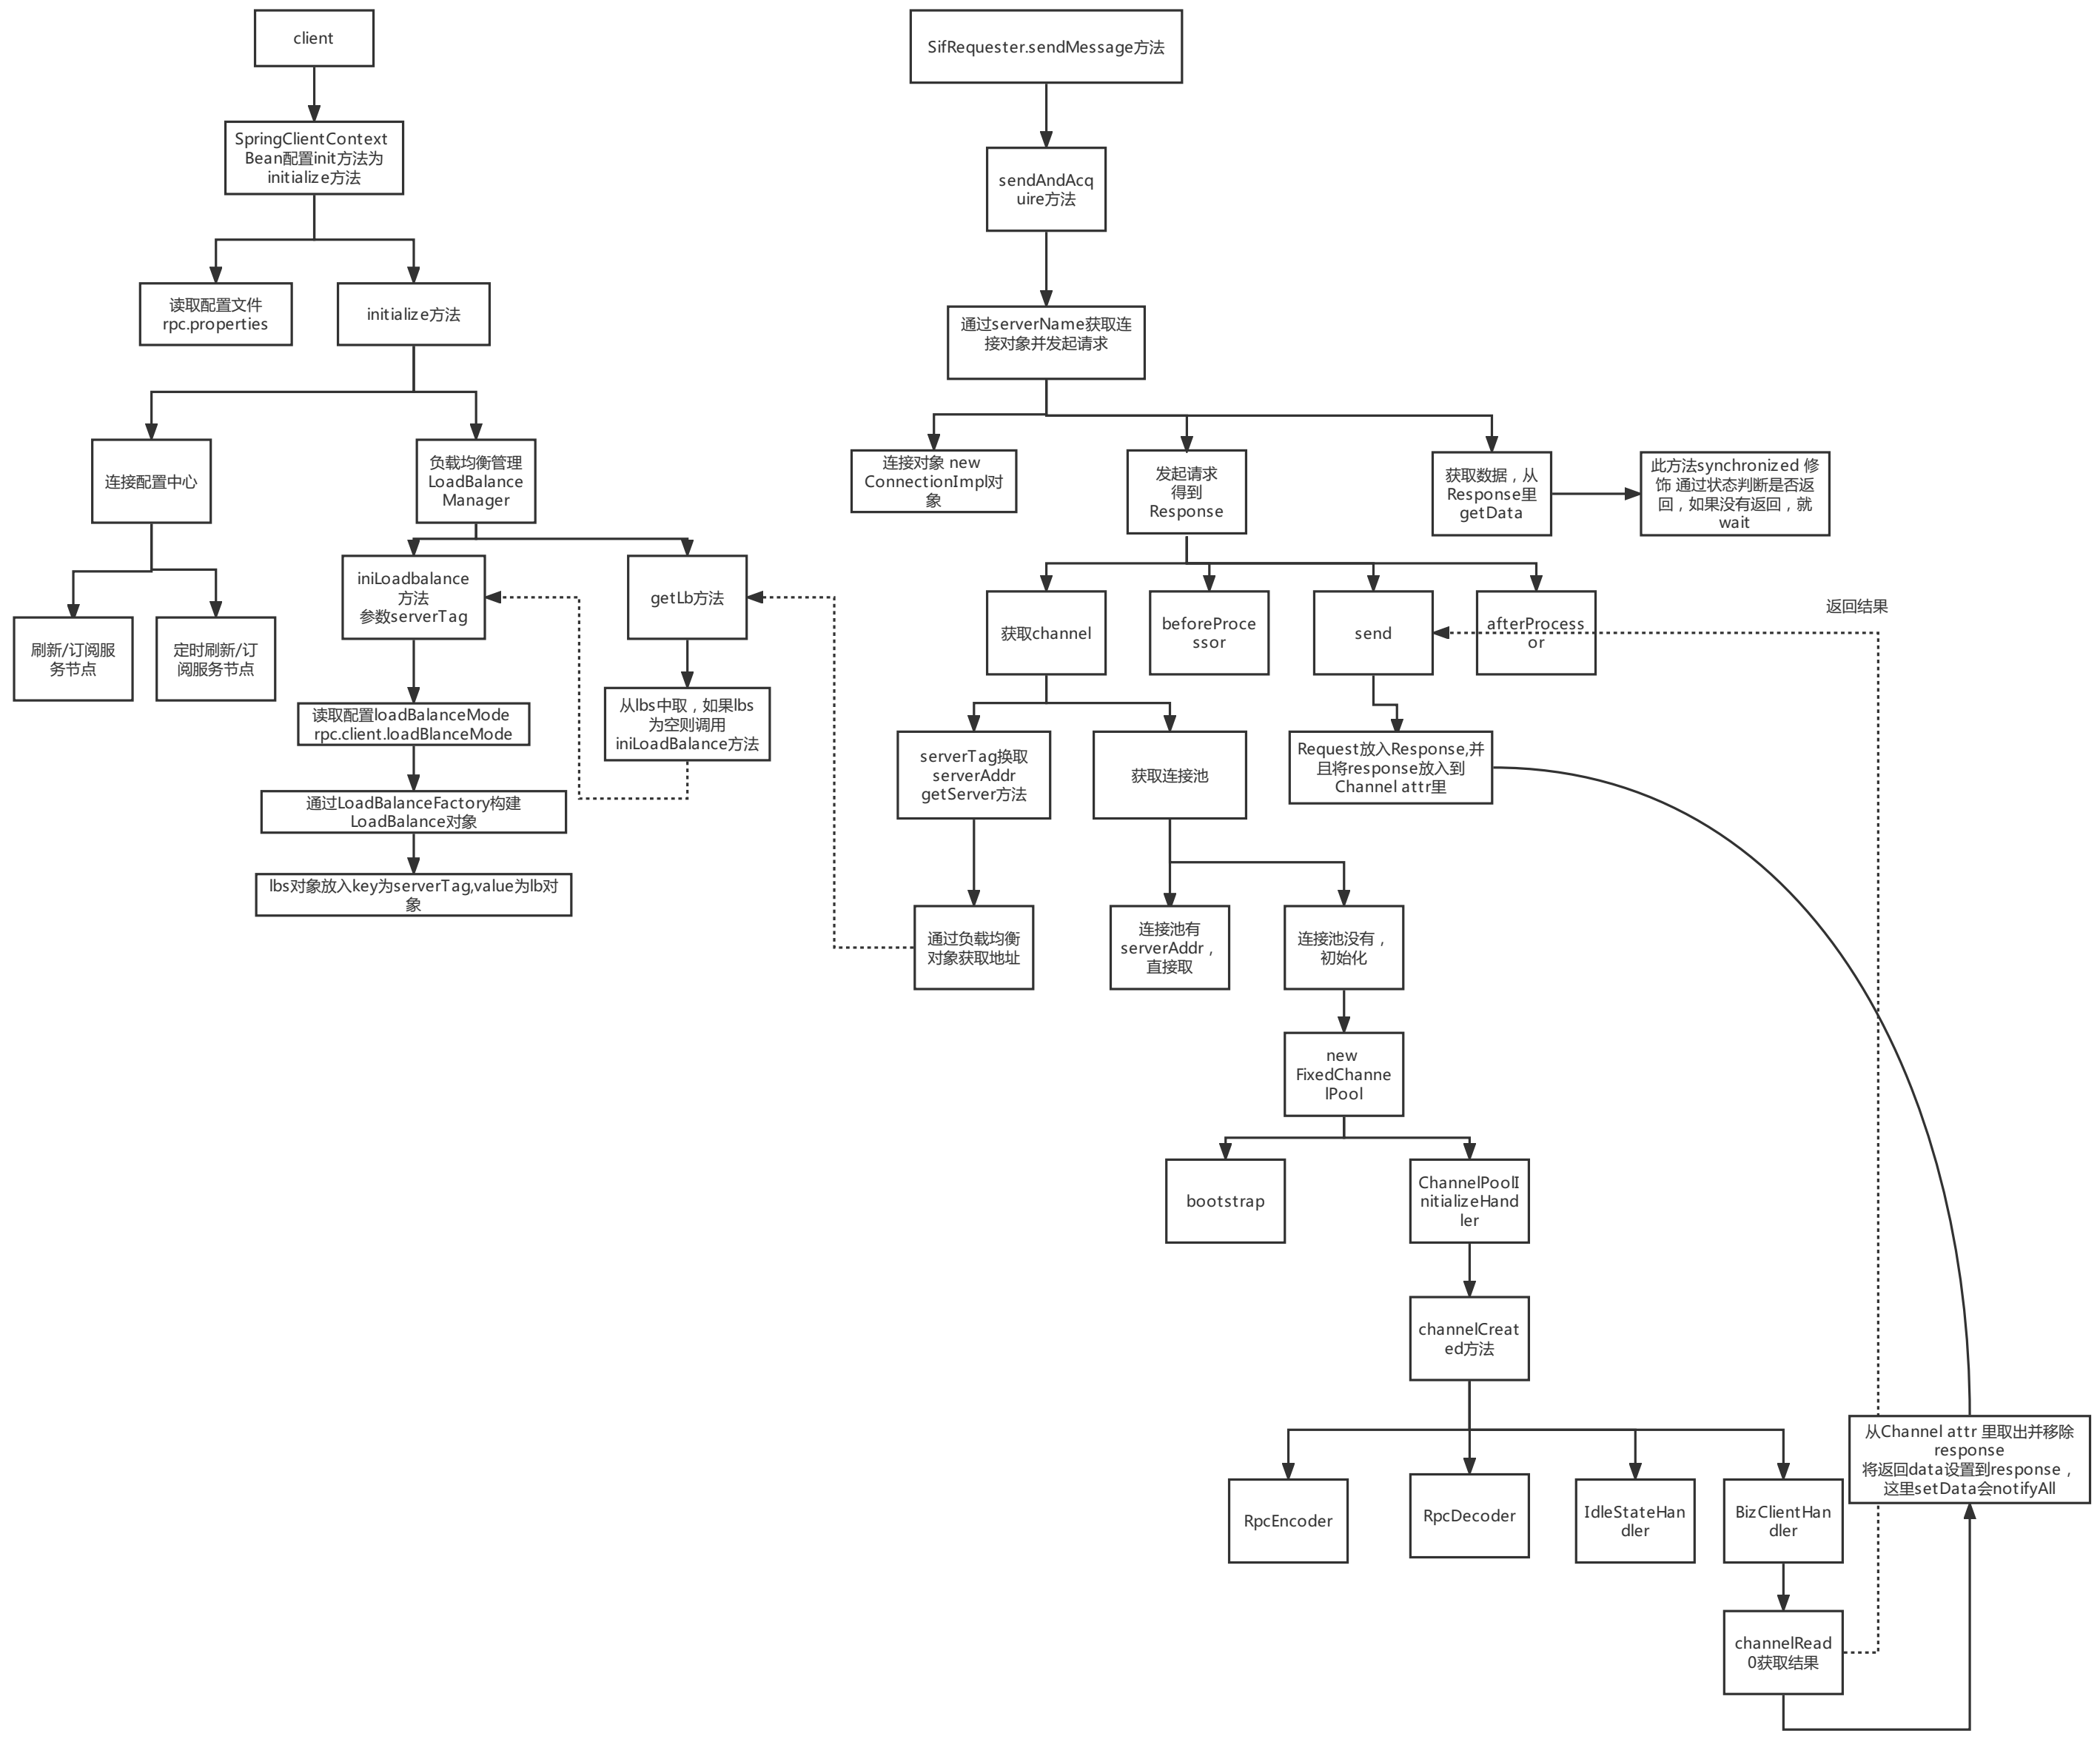 client
SpringClientContext
Bean配置init方法为
initialize方法
读取配置文件
rpc.properties
initialize方法
连接配置中心
负载均衡管理
LoadBalance
Manager
刷新/订阅服
务节点
定时刷新/订
阅服务节点
iniLoadbalance
方法
参数serverTag
getLb方法
读取配置loadBalanceMode
rpc.client.loadBlanceMode
从lbs中取，如果lbs
为空则调用
iniLoadBalance方法
通过LoadBalanceFactory构建
LoadBalance对象
lbs对象放入key为serverTag,value为lb对
象
SifRequester.sendMessage方法
sendAndAcq
uire方法
通过serverName获取连
接对象并发起请求
连接对象 new
ConnectionImpl对
象
发起请求
得到
Response
获取数据，从
Response里
getData
此方法synchronized 修
饰 通过状态判断是否返
回，如果没有返回，就
wait
获取channel
beforeProce
ssor
send
afterProcess
or
返回结果
serverTag换取
serverAddr
getServer方法
获取连接池
Request放入Response,并
且将response放入到
Channel attr里
通过负载均衡
对象获取地址
连接池有
serverAddr，
直接取
连接池没有，
初始化
new
FixedChanne
lPool
bootstrap
ChannelPoolI
nitializeHand
ler
channelCreat
ed方法
RpcEncoder
RpcDecoder
IdleStateHan
dler
BizClientHan
dler
从Channel attr 里取出并移除
response
将返回data设置到response，
这里setData会notifyAll
channelRead
0获取结果